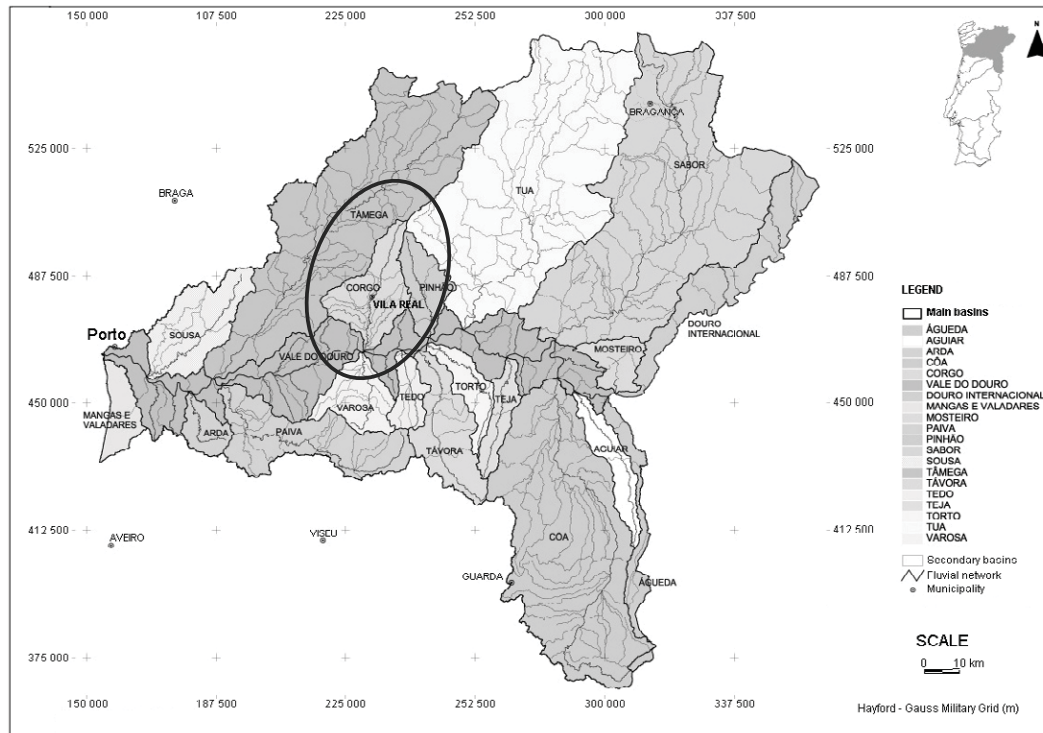 150 000 107 500 225 000 252 500 300 000 337 500
N
BRAGANÇA
525 000 525 000
SABOR
TUA
BRAGA
TÂMEGA
487 500 487 500
CORGO PINHÃO
VILA REAL
LEGEND
Main basins
ÁGUEDA
AGUIAR
ARDA
CÔA
CORGO
VALE DO DOURO
DOURO INTERNACIONAL
MANGAS E VALADARES
MOSTEIRO
PAIVA
PINHÃO
SABOR
SOUSA
TÂMEGA
TÁVORA
TEDO
TEJA
TORTO
TUA
VAROSA
Secondary basins
Fluvial network
Municipality
DOURO
INTERNACIONAL
Porto SOUSA
MOSTEIRO
VALE DO DOURO
TORTO
450 000 450 000
MANGAS E
VALADARES
VAROSA TEDO TEJA
ARDA PAIVA
TÁVORA AGUIAR
412 500 412 500
AVEIRO VISEU CÔA
GUARDA ÁGUEDA
375 000 375 000
SCALE
0 10 km
150 000 187 500 225 000 252 500 300 000 337 500
Hayford - Gauss Military Grid (m)